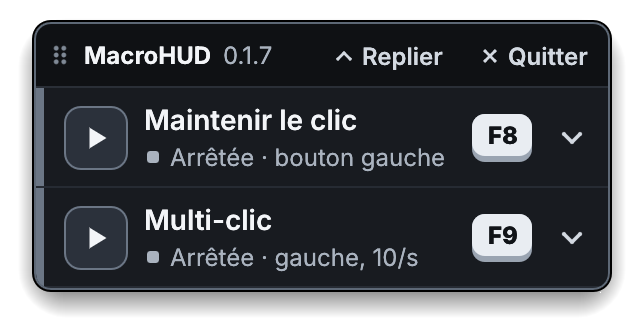 MacroHUD 0.1.7 Replier Quitter
Maintenir le clic
Arrêtée · bouton gauche
F8
Multi-clic
Arrêtée · gauche, 10/s
F9